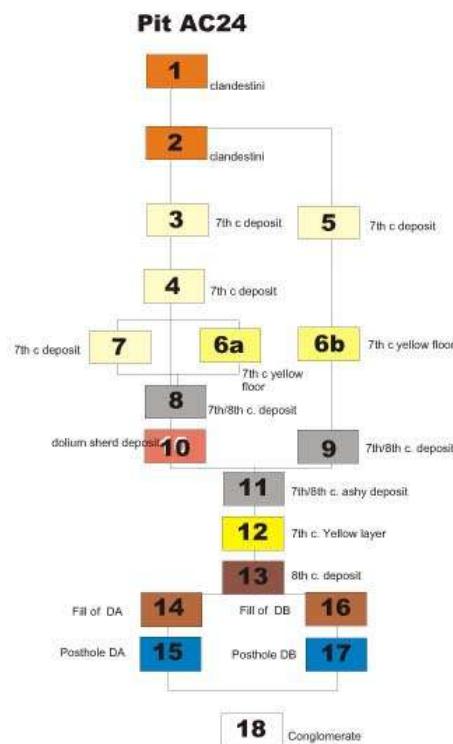 Pit AC24
1
clandestini
2
clandestini
3
7th c deposit
5
7th c deposit
4
7th c deposit
7th c deposit
7
6a
6b
7th c yellow floor
7th c yellow
floor
8
7th/8th c. deposit
dolium sherd deposit
10
9
7th/8th c. deposit
11
7th/8th c. ashy deposit
12
7th c. Yellow layer
13
8th c. deposit
Fill of DA
14
Fill of DB
16
Posthole DA
15
Posthole DB
17
18
Conglomerate